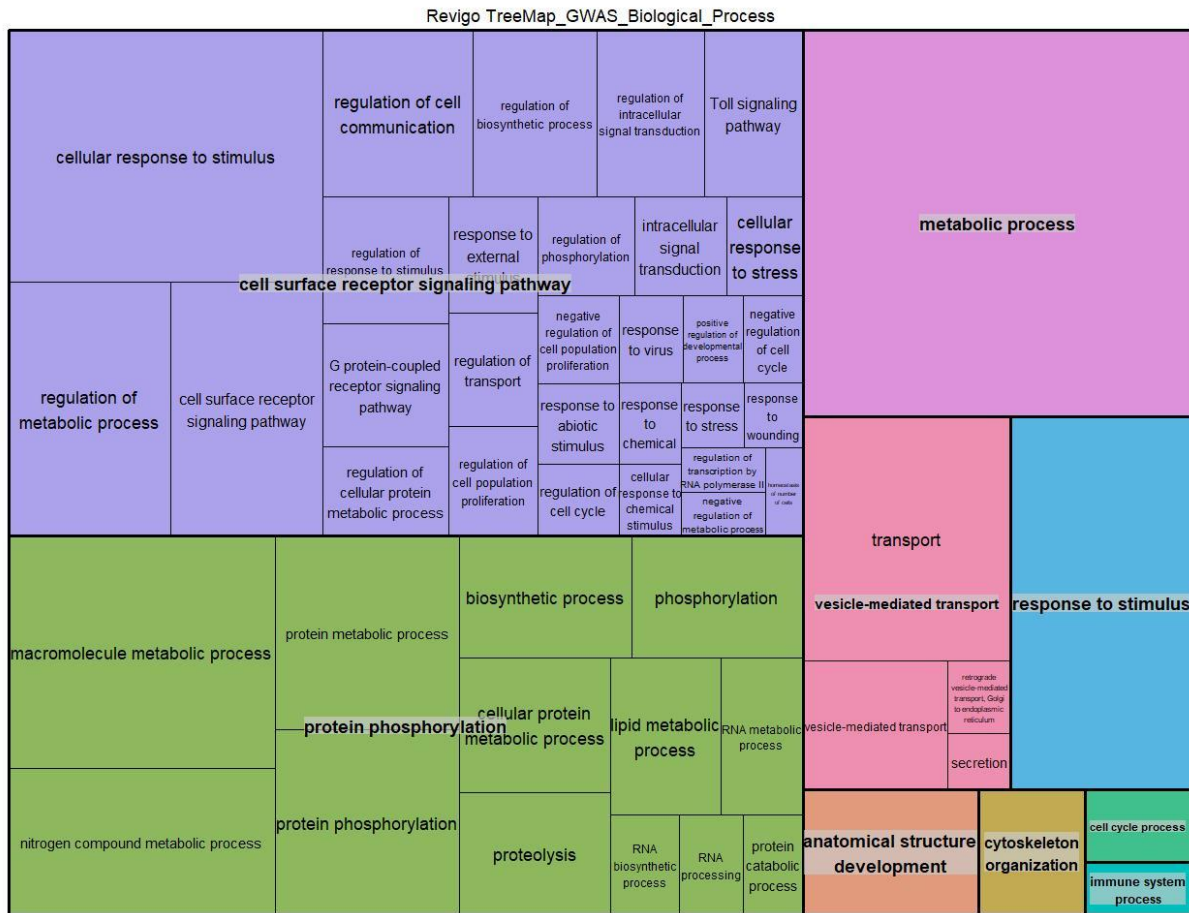 Revigo TreeMap_GWAS_Biological_Process
cellular response to stimulus
regulation of cell
communication
regulation of
biosynthetic process
regulation of
intracellular
signal transduction
Toll signaling
pathway
regulation of
response to stimulus
response to
external
stimulus
regulation of
phosphorylation
intracellular
signal
transduction
cellular
response
to stress
cell surface receptor signaling pathway
regulation of
metabolic process
cell surface receptor
signaling pathway
G protein-coupled
receptor signaling
pathway
regulation of
transport
negative
regulation of
cell population
proliferation
response
to virus
positive
regulation of
developmental
process
negative
regulation
of cell
cycle
response to
abiotic
stimulus
response
to
chemical
response
to stress
response
to
wounding
regulation of
cellular protein
metabolic process
regulation of
cell population
proliferation
regulation of
cell cycle
cellular
response to
chemical
stimulus
regulation of
transcription by
RNA polymerase II
negative
regulation of
metabolic process
homeostasis
of number
of cells
macromolecule metabolic process
protein metabolic process
biosynthetic process
phosphorylation
protein phosphorylation
cellular protein
metabolic process
lipid metabolic
process
RNA metabolic
process
nitrogen compound metabolic process
protein phosphorylation
proteolysis
RNA
biosynthetic
process
RNA
processing
protein
catabolic
process
metabolic process
transport
vesicle-mediated transport
vesicle-mediated transport
retrograde
vesicle-mediated
transport, Golgi
to endoplasmic
reticulum
secretion
response to stimulus
anatomical structure
development
cytoskeleton
organization
cell cycle process
immune system
process